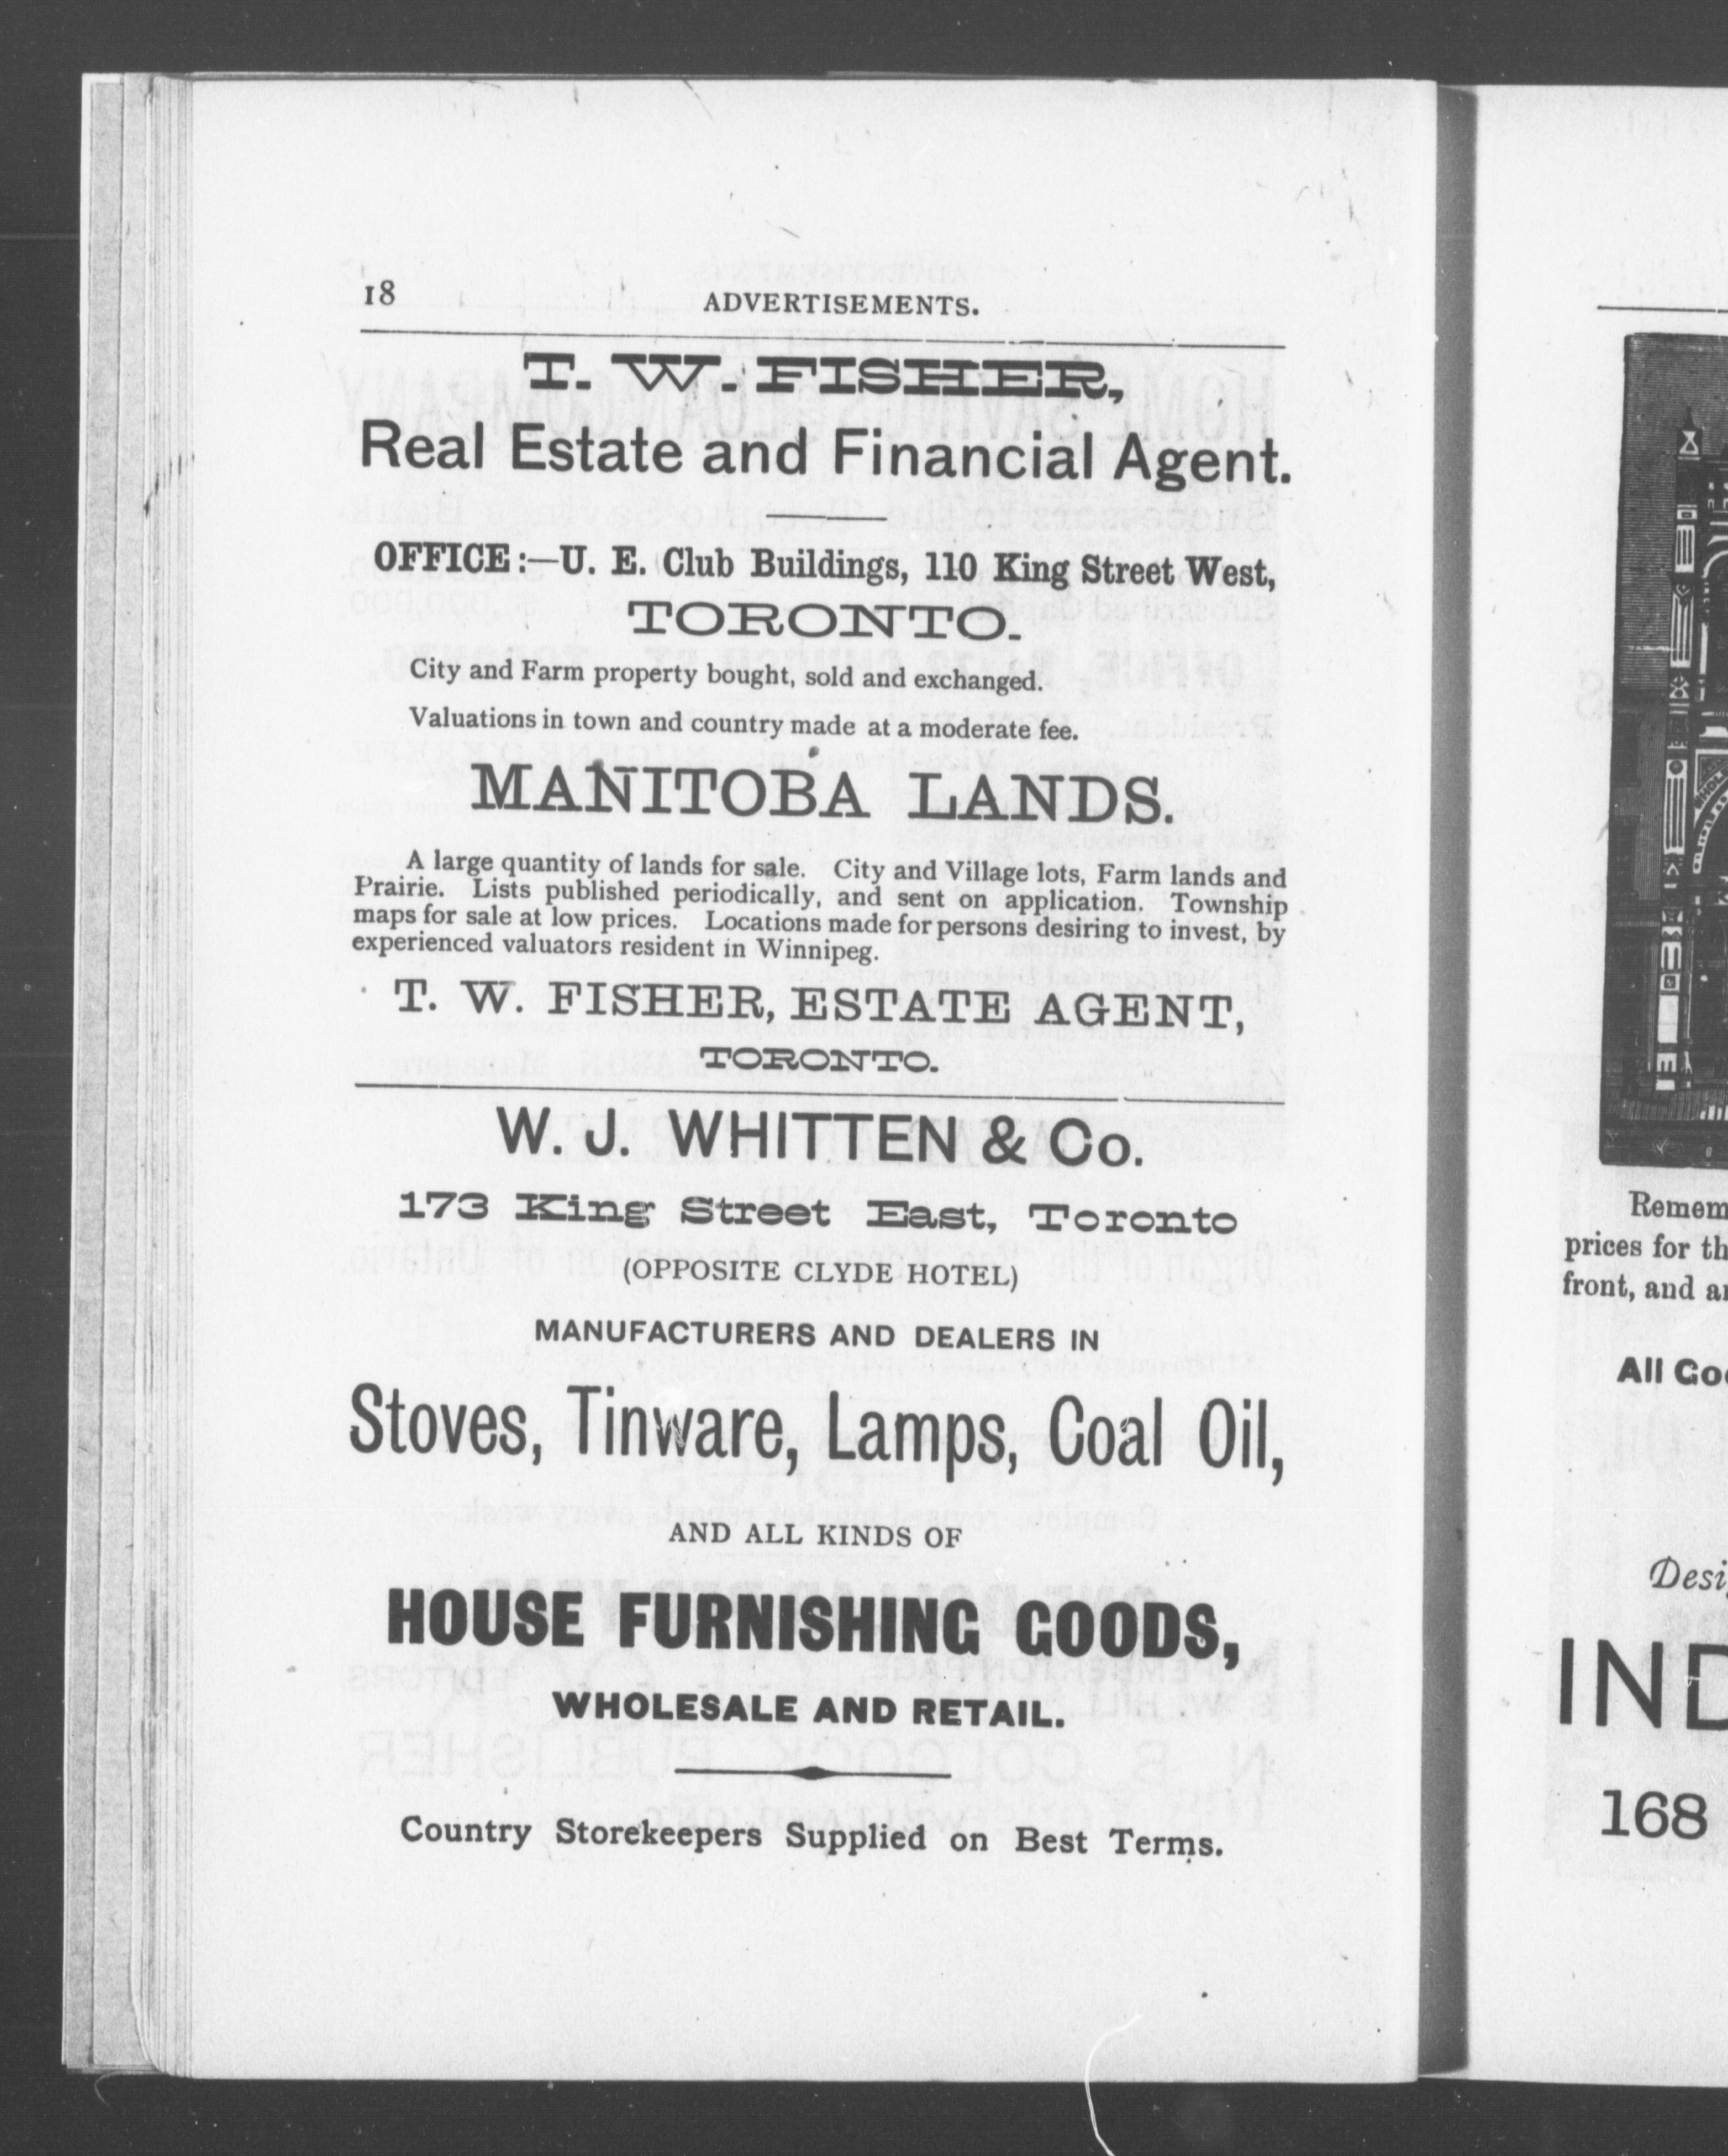 18
ADVERTISEMENTS.
T. W. FISHER,
Real Estate and Financial Agent.
OFFICE :—U. E. Club Buildings, 110 King Street West,
TORONTO.
City and Farm property bought, sold and exchanged.
Valuations in town and country made at a moderate fee.
MANITOBA LANDS.
A large quantity of lands for sale. City and Village lots, Farm lands and
Prairie. Lists published periodically, and sent on application. Township
maps for sale at low prices. Locations made for persons desiring to invest, by
experienced valuators resident in Winnipeg.
T. W. FISHER, ESTATE AGENT,
TORONTO.
W. J. WHITTEN & Co.
173 King Street East, Toronto
(OPPOSITE CLYDE HOTEL)
MANUFACTURERS AND DEALERS IN
Stoves, Tinware, Lamps, Coal Oil,
AND ALL KINDS OF
HOUSE FURNISHING GOODS,
WHOLESALE AND RETAIL.
Country Storekeepers Supplied on Best Terms.
prices for
front, and
All
168